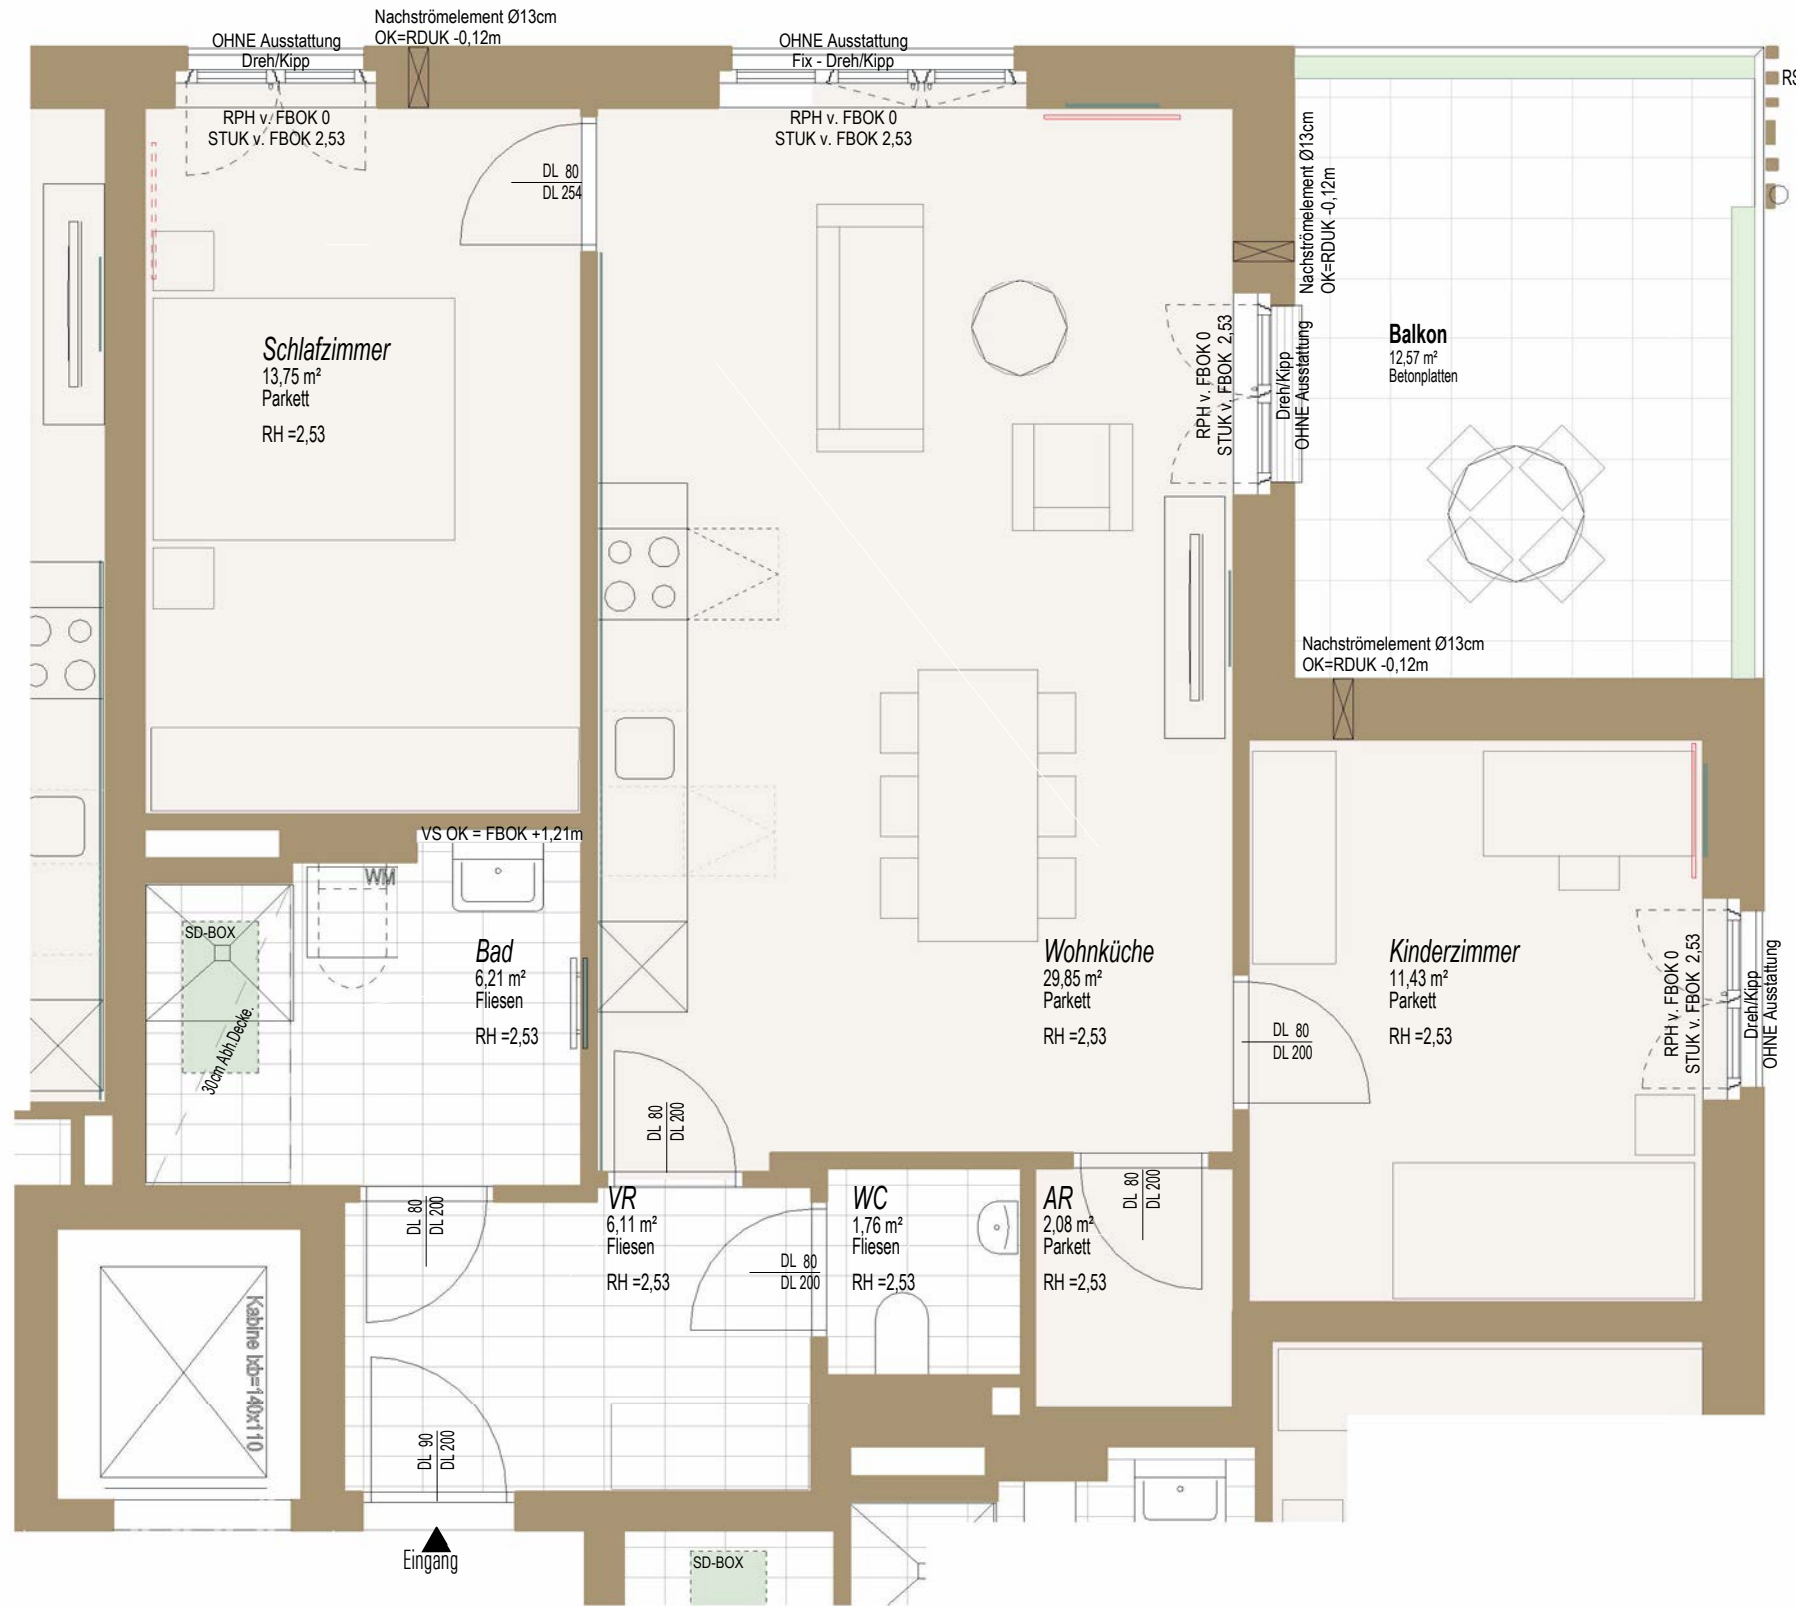 Nachströmelement Ø13cm
OK=RDUK -0,12m
OHNE Ausstattung
Dreh/Kipp
RPH v. FBOK 0
STUK v. FBOK 2,53
OHNE Ausstattung
Fix - Dreh/Kipp
RPH v. FBOK 0
STUK v. FBOK 2,53
DL 80
DL 254
Nachströmelement Ø13cm
OK=RDUK -0,12m
Schlafzimmer
13,75 m²
Parkett
RH =2,53
RPH v. FBOK 0
STUK v. FBOK 2,53
Dreh/Kipp
OHNE Ausstattung
Balkon
12,57 m²
Betonplatten
Nachströmelement Ø13cm
OK=RDUK -0,12m
VS OK = FBOK +1,21m
WM
SD-BOX
30cm Abh.Decke.
Bad
6,21 m²
Fliesen
RH =2,53
Wohnküche
29,85 m²
Parkett
RH =2,53
Kinderzimmer
11,43 m²
Parkett
RH =2,53
DL 80
DL 200
RPH v. FBOK 0
STUK v. FBOK 2,53
Dreh/Kipp
OHNE Ausstattung
DL 80
DL 200
DL 80
DL 200
VR
6,11 m²
Fliesen
RH =2,53
DL 80
DL 200
WC
1,76 m²
Fliesen
RH =2,53
AR
2,08 m²
Parkett
RH =2,53
DL 80
DL 200
Kabine lxb=140x110
DL 90
DL 200
Eingang
SD-BOX